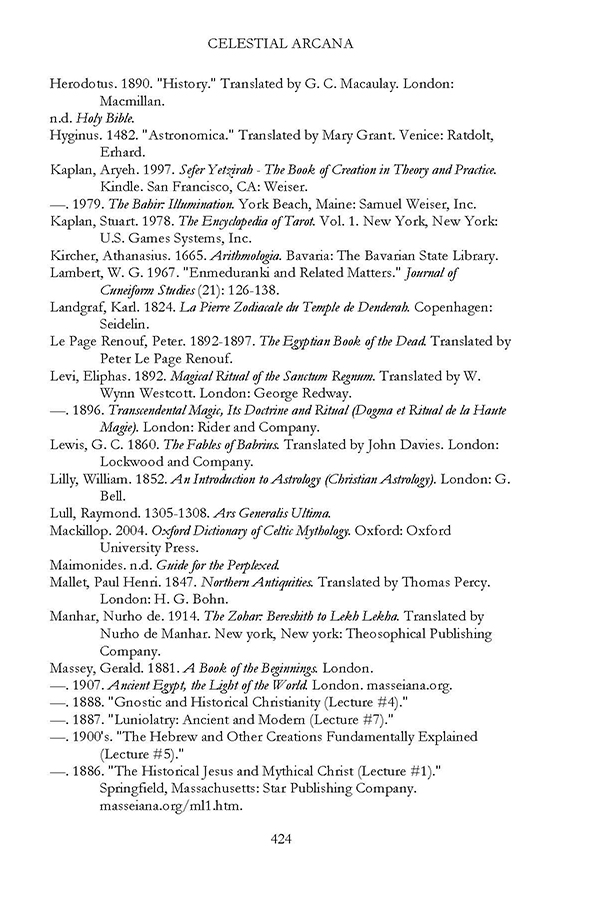 CELESTIAL ARCANA
Herodotus. 1890. "History." Translated by G. C. Macaulay. London:
Macmillan.
n.d. Holy Bible.
Hyginus. 1482. "Astronomica." Translated by Mary Grant. Venice: Ratdolt,
Erhard.
Kaplan, Aryeh. 1997. Sefer Yetzirah - The Book of Creation in Theory and Practice.
Kindle. San Francisco, CA: Weiser.
—. 1979. The Bahir: Illumination. York Beach, Maine: Samuel Weiser, Inc.
Kaplan, Stuart. 1978. The Encyclopedia of Tarot. Vol. 1. New York, New York:
U.S. Games Systems, Inc.
Kircher, Athanasius. 1665. Arithmologia. Bavaria: The Bavarian State Library.
Lambert, W. G. 1967. "Enmeduranki and Related Matters." Journal of
Cuneiform Studies (21): 126-138.
Landgraf, Karl. 1824. La Pierre Zodiacale du Temple de Denderah. Copenhagen:
Seidelin.
Le Page Renouf, Peter. 1892-1897. The Egyptian Book of the Dead. Translated by
Peter Le Page Renouf.
Levi, Eliphas. 1892. Magical Ritual of the Sanctum Regnum. Translated by W.
Wynn Westcott. London: George Redway.
—. 1896. Transcendental Magic, Its Doctrine and Ritual (Dogma et Ritual de la Haute
Magie). London: Rider and Company.
Lewis, G. C. 1860. The Fables of Babrius. Translated by John Davies. London:
Lockwood and Company.
Lilly, William. 1852. An Introduction to Astrology (Christian Astrology). London: G.
Bell.
Lull, Raymond. 1305-1308. Ars Generalis Ultima.
Mackillop. 2004. Oxford Dictionary of Celtic Mythology. Oxford: Oxford
University Press.
Maimonides. n.d. Guide for the Perplexed.
Mallet, Paul Henri. 1847. Northern Antiquities. Translated by Thomas Percy.
London: H. G. Bohn.
Manhar, Nurho de. 1914. The Zohar: Bereshith to Lekh Lekha. Translated by
Nurho de Manhar. New york, New york: Theosophical Publishing
Company.
Massey, Gerald. 1881. A Book of the Beginnings. London.
—. 1907. Ancient Egypt, the Light of the World. London. masseiana.org.
—. 1888. "Gnostic and Historical Christianity (Lecture #4)."
—. 1887. "Luniolatry: Ancient and Modern (Lecture #7)."
—. 1900's. "The Hebrew and Other Creations Fundamentally Explained
(Lecture #5)."
—. 1886. "The Historical Jesus and Mythical Christ (Lecture #1)."
Springfield, Massachusetts: Star Publishing Company.
masseiana.org/ml1.htm.
424